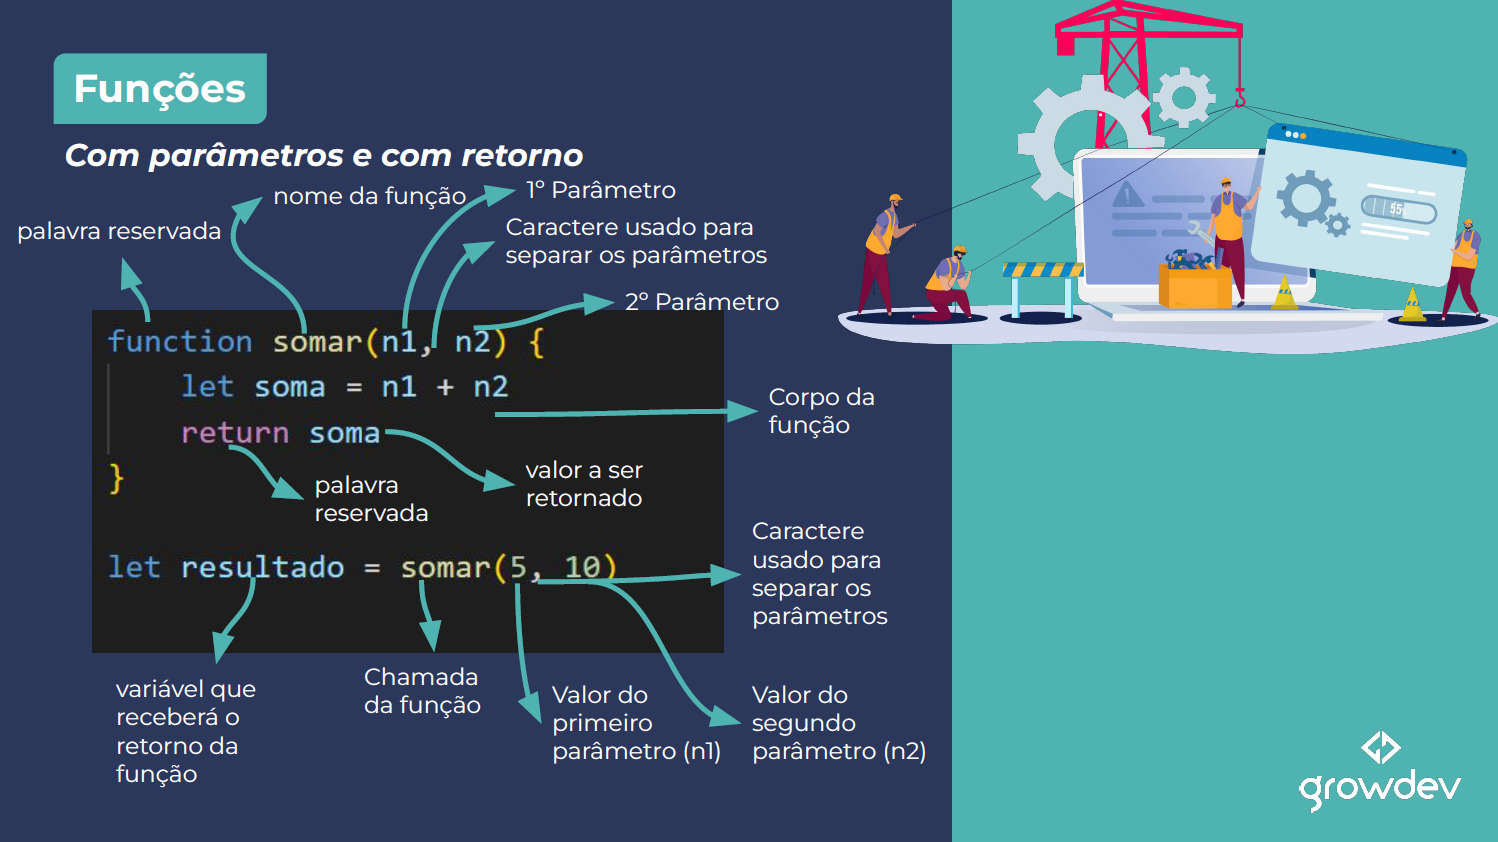 Funções
Com parâmetros e com retorno
nome da função
1º Parâmetro
palavra reservada
Caractere usado para
separar os parâmetros
2º Parâmetro
function somar(n1, n2) {
let soma = n1 + n2
return soma
}
Corpo da
função
palavra
reservada
valor a ser
retornado
let resultado = somar(5, 10)
Caractere
usado para
separar os
parâmetros
variável que
receberá o
retorno da
função
Chamada
da função
Valor do
primeiro
parâmetro (n1)
Valor do
segundo
parâmetro (n2)
55%
growdev